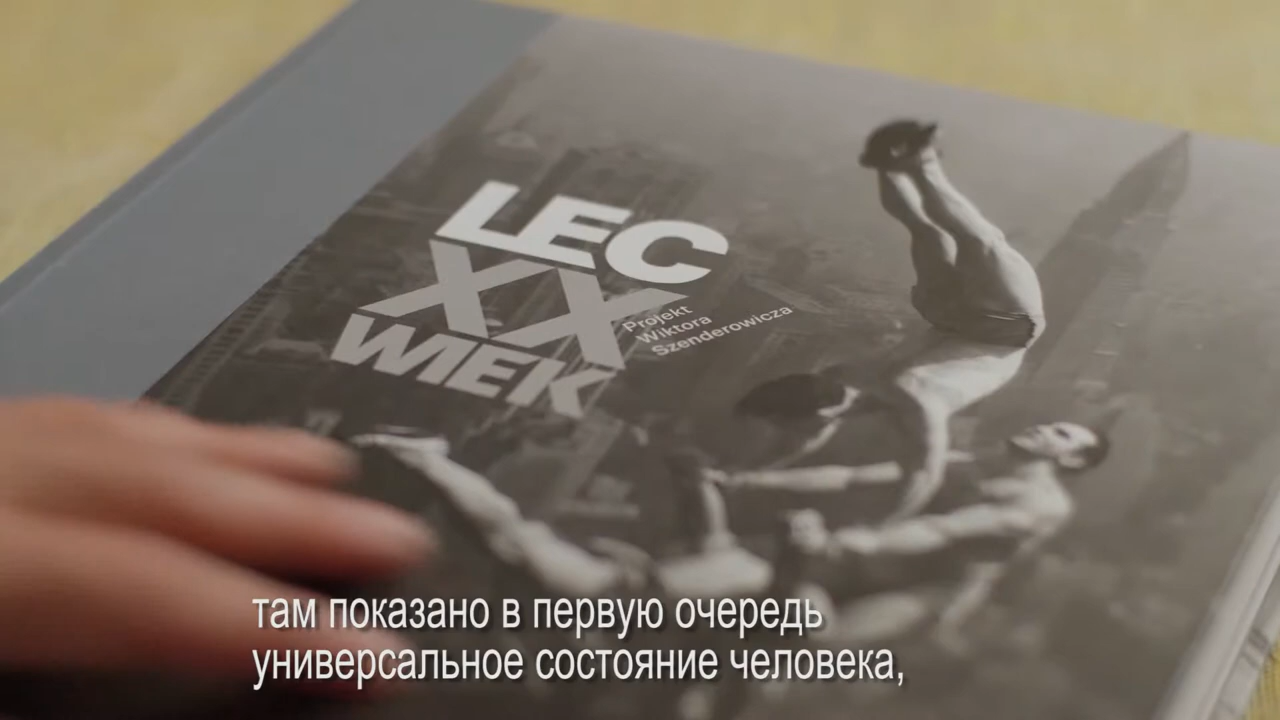 LEC
XX
WIEK
Projekt
Wiktora
Szenderowicza
там показано в первую очередь
универсальное состояние человека,